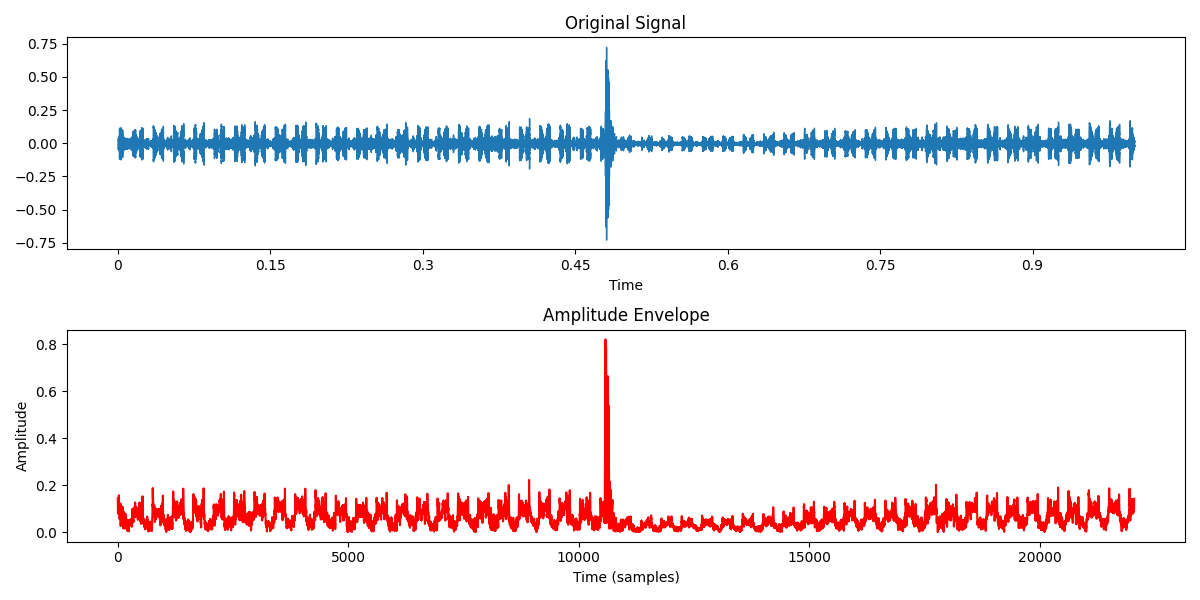 Original Signal
0.75
0.50
0.25
0.00
−0.25
−0.50
−0.75
0 0.15 0.3 0.45 0.6 0.75 0.9
Time
Amplitude Envelope
Amplitude
0.8
0.6
0.4
0.2
0.0
0 5000 10000 15000 20000
Time (samples)